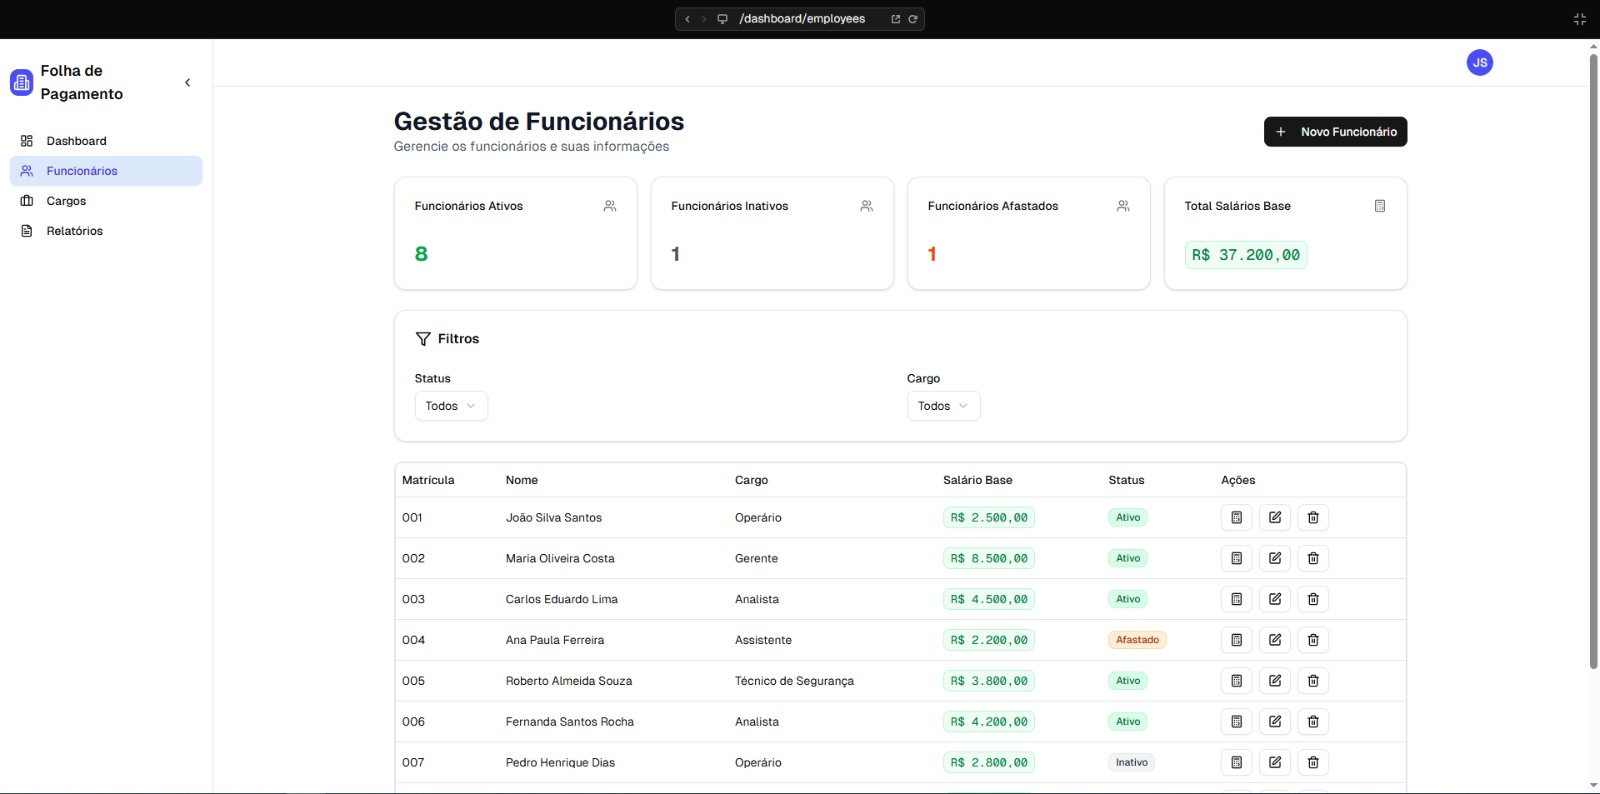 /dashboard/employees
Folha de
Pagamento
JS
Dashboard
Funcionários
Cargos
Relatórios
Gestão de Funcionários
Gerencie os funcionários e suas informações
Novo Funcionário
Funcionários Ativos
8
Funcionários Inativos
1
Funcionários Afastados
1
Total Salários Base
R$ 37.200,00
Filtros
Status
Todos
Cargo
Todos
Matrícula Nome Cargo Salário Base Status Ações
001 João Silva Santos Operário R$ 2.500,00 Ativo
002 Maria Oliveira Costa Gerente R$ 8.500,00 Ativo
003 Carlos Eduardo Lima Analista R$ 4.500,00 Ativo
004 Ana Paula Ferreira Assistente R$ 2.200,00 Afastado
005 Roberto Almeida Souza Técnico de Segurança R$ 3.800,00 Ativo
006 Fernanda Santos Rocha Analista R$ 4.200,00 Ativo
007 Pedro Henrique Dias Operário R$ 2.800,00 Inativo